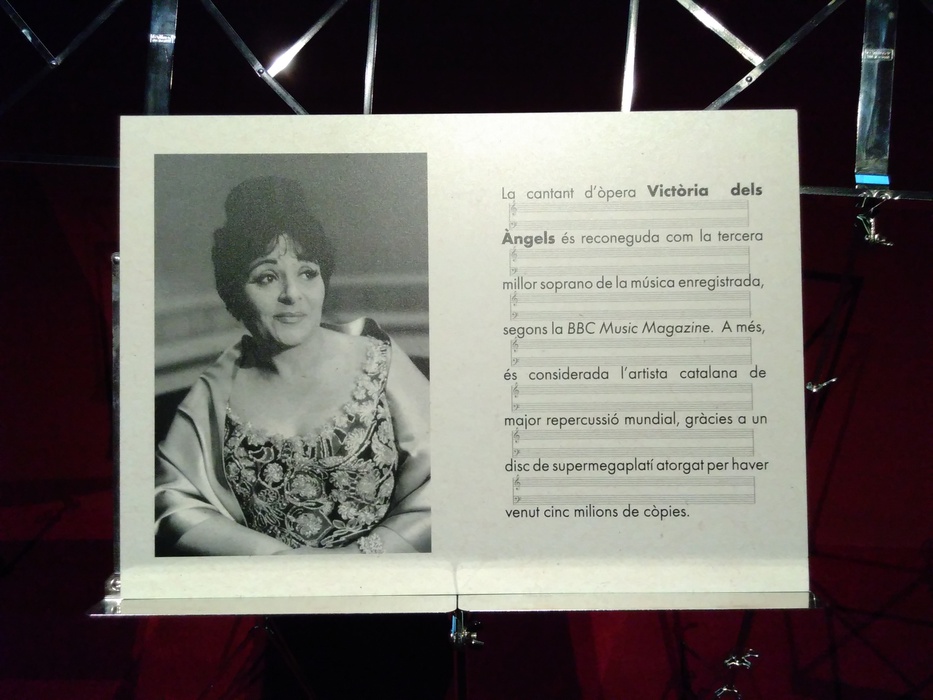 La cantant d'òpera Victòria dels
Àngels és reconeguda com la tercera
millor soprano de la música enregistrada,
segons la BBC Music Magazine. A més,
és considerada l'artista catalana de
major repercussió mundial, gràcies a un
disc de supermegaplatí atorgat per haver
venut cinc milions de còpies.